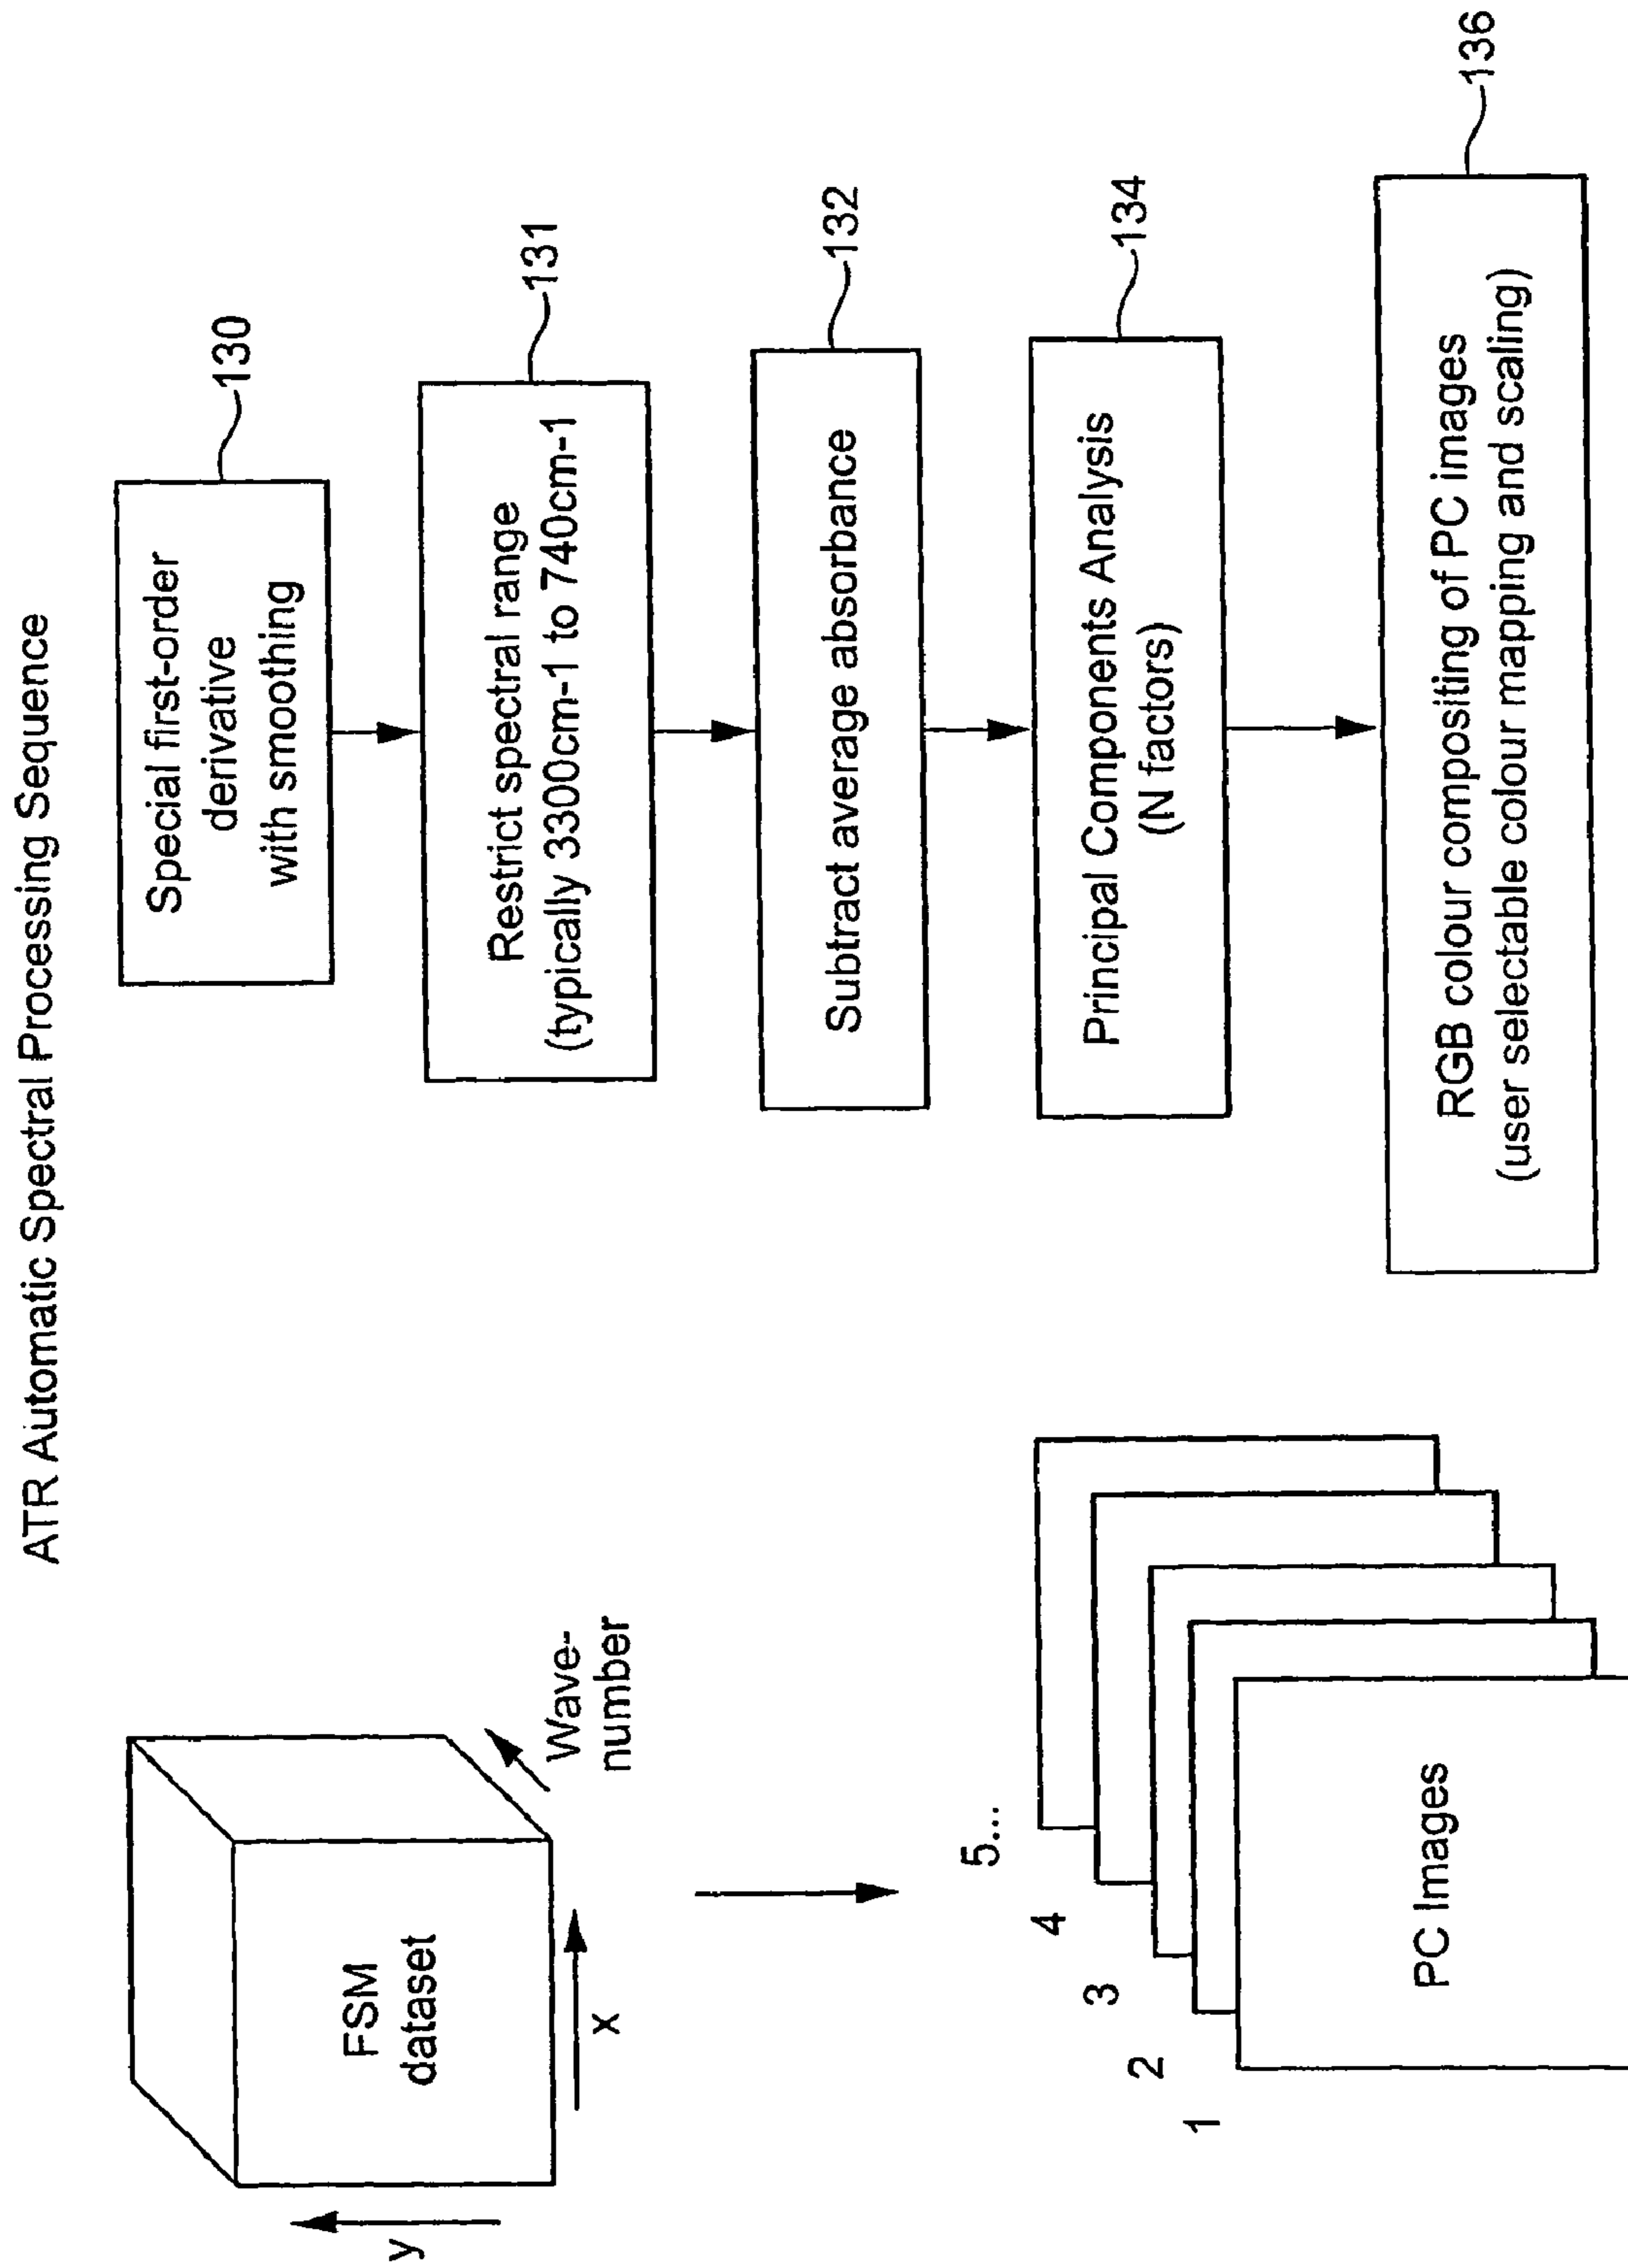 ATR Automatic Spectral Processing Sequence
FSM
dataset
y
x
Wave-
number
5...
4
3
2
1
PC Images
Special first-order
derivative
with smoothing
130
Restrict spectral range
(typically 3300cm-1 to 740cm-1
131
Subtract average absorbance
132
Principal Components Analysis
(N factors)
134
RGB colour compositing of PC images
(user selectable colour mapping and scaling)
136